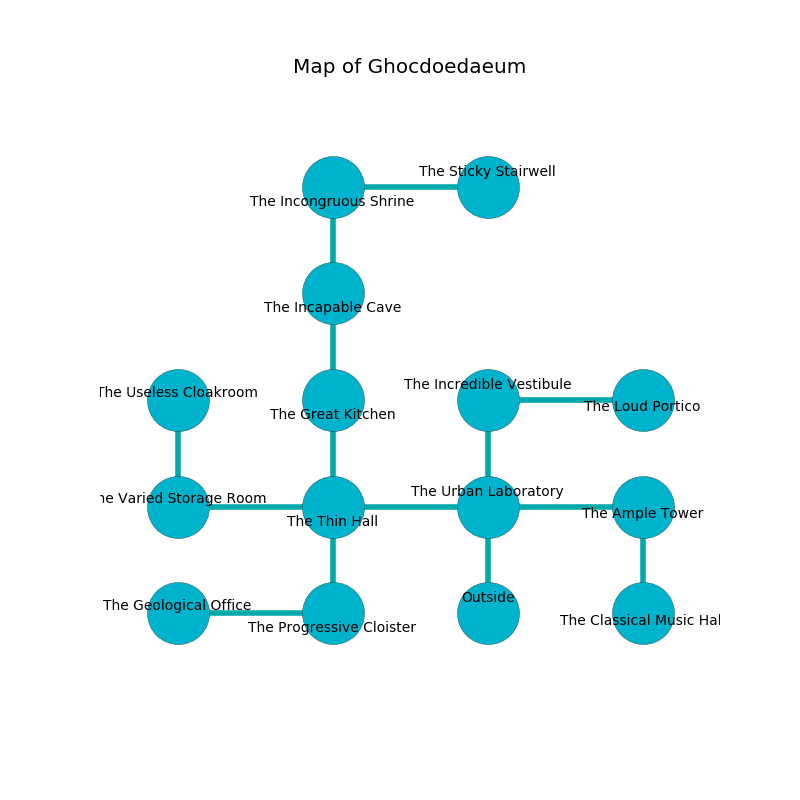 Map of Ghocdoedaeum
The Sticky Stairwell
The Incongruous Shrine
The Incapable Cave
The Incredible Vestibule
The Useless Cloakroom
The Loud Portico
The Great Kitchen
The Urban Laboratory
he Varied Storage Room
The Ample Tower
The Thin Hall
Outside
The Geological Office
The Classical Music Hal
The Progressive Cloister